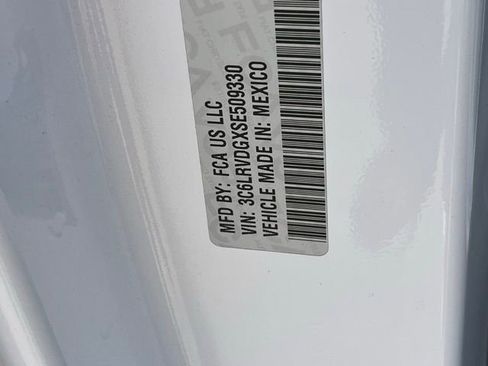 MFD BY: FCA US LLC
VIN: 3C6LRVDGXSE509330
VEHICLE MADE IN: MEXICO